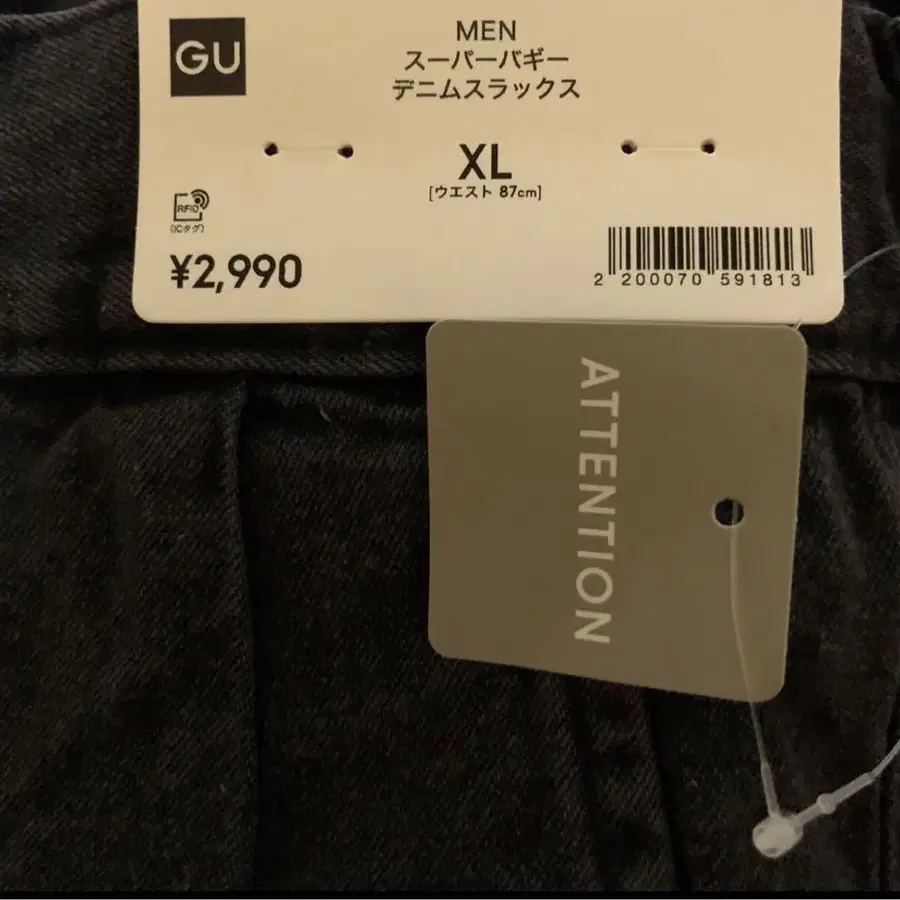 GU
MEN
スーパーバギー
デニムスラックス
XL
[ウエスト 87cm]
RFID
(ICタグ)
¥2,990
2 200070 591813
ATTENTION